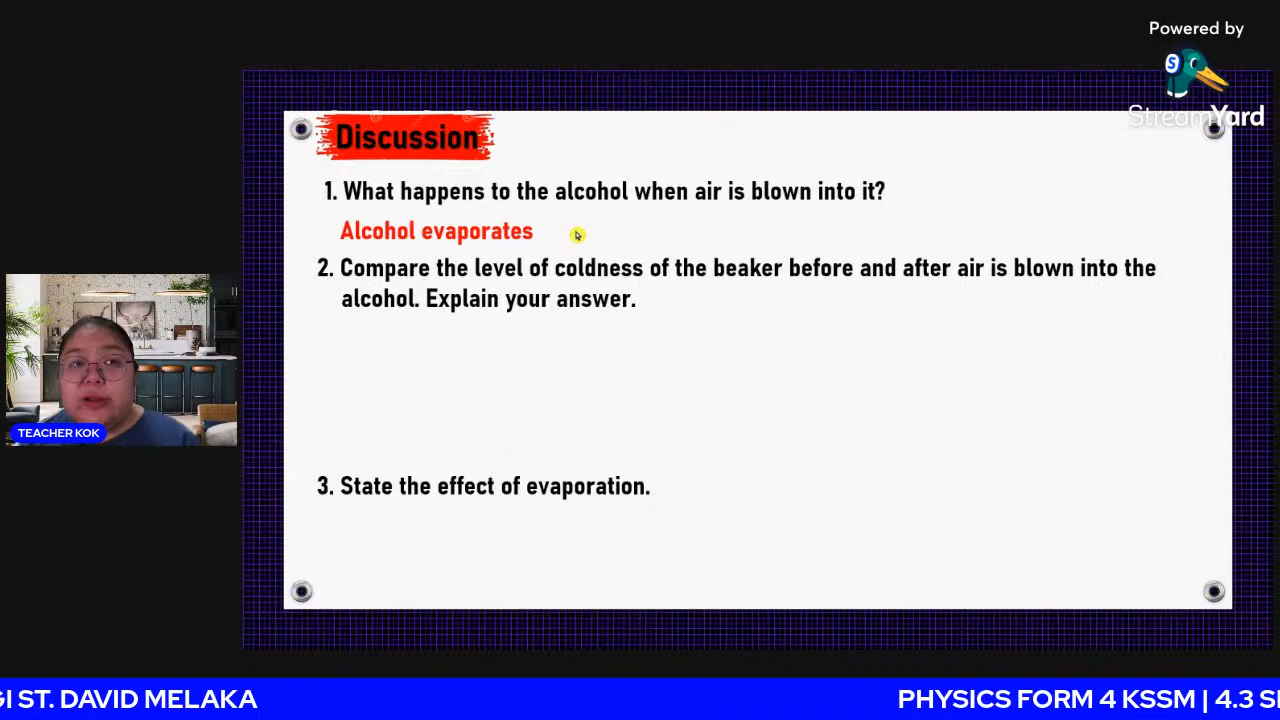 Powered by
StreamYard
Discussion
1. What happens to the alcohol when air is blown into it?
Alcohol evaporates
2. Compare the level of coldness of the beaker before and after air is blown into the
alcohol. Explain your answer.
3. State the effect of evaporation.
TEACHER KOK
ST. DAVID MELAKA
PHYSICS FORM 4 KSSM | 4.3